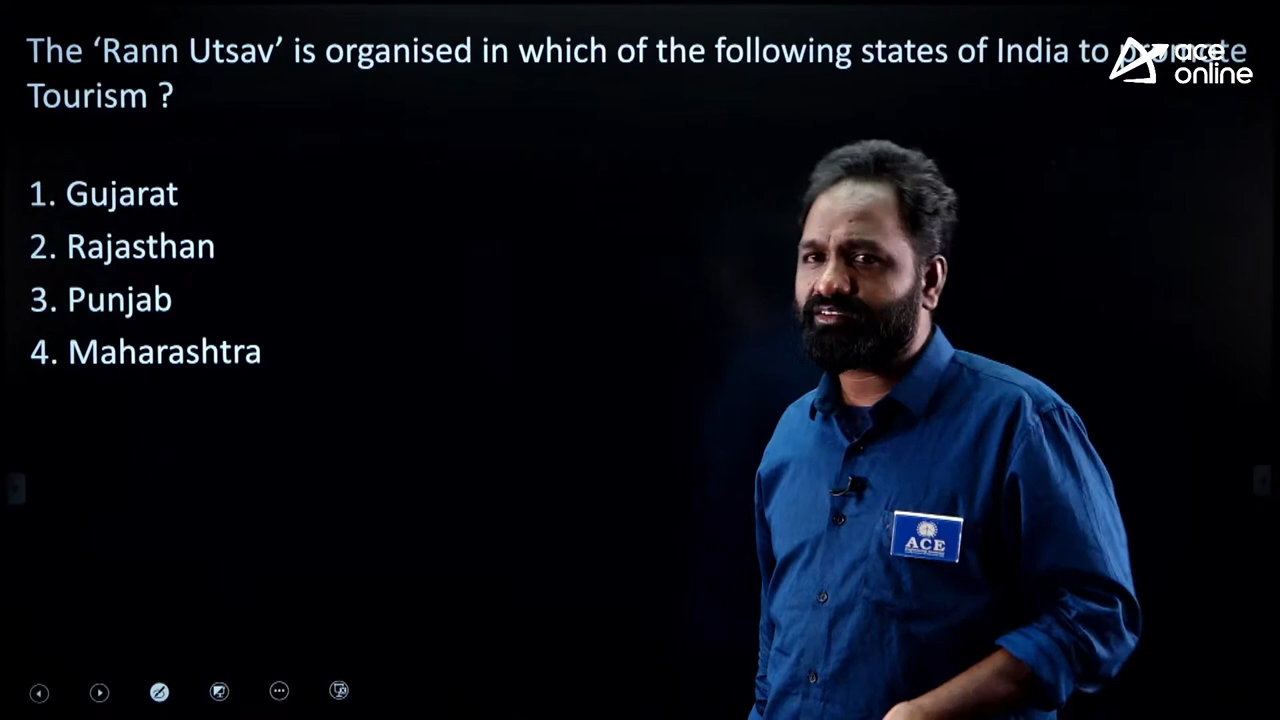 The ‘Rann Utsav’ is organised in which of the following states of India to promote
Tourism ?
ace
online
1. Gujarat
2. Rajasthan
3. Punjab
4. Maharashtra
ACE